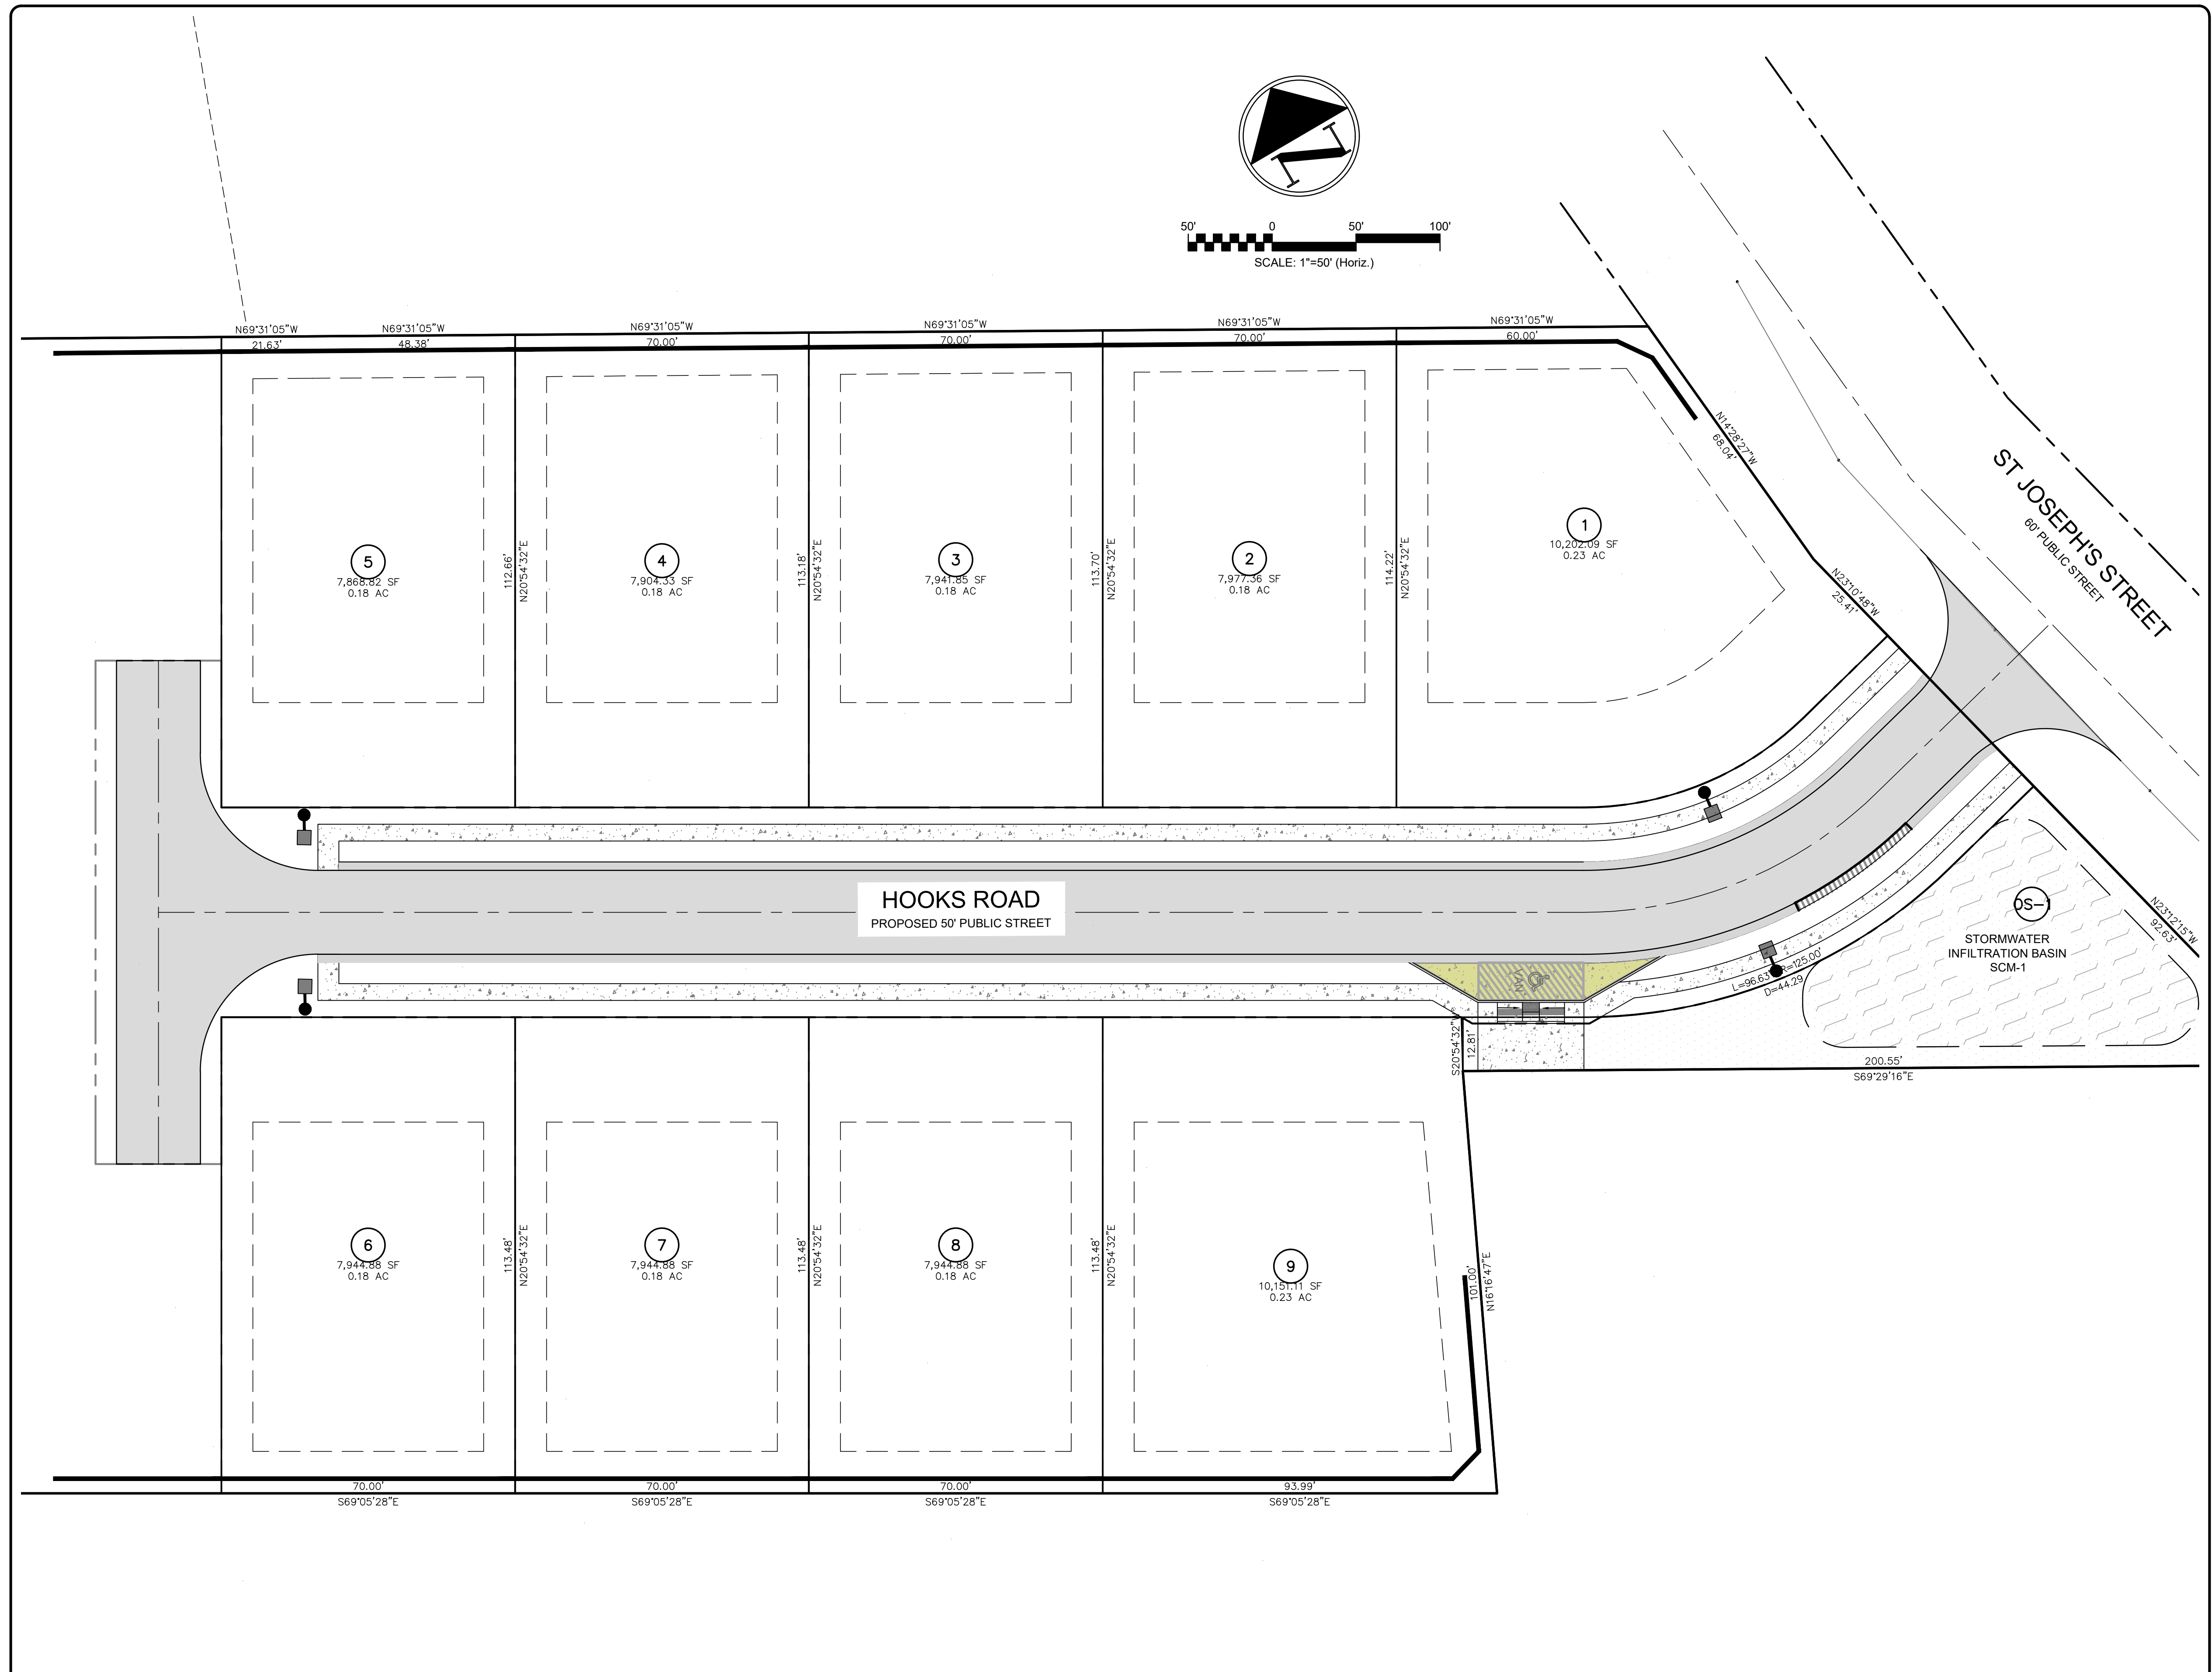 50' 0 50' 100'
SCALE: 1"=50' (Horiz.)
N69°31'05"W
21.63'
N69°31'05"W
48.38'
N69°31'05"W
70.00'
N69°31'05"W
70.00'
N69°31'05"W
70.00'
N69°31'05"W
60.00'
N14°28'27"W
68.04'
N23°10'48"W
25.41'
ST JOSEPH'S STREET
60' PUBLIC STREET
5
7,868.82 SF
0.18 AC
112.66'
N20°54'32"E
4
7,904.33 SF
0.18 AC
113.18'
N20°54'32"E
3
7,941.85 SF
0.18 AC
113.70'
N20°54'32"E
2
7,977.36 SF
0.18 AC
114.22'
N20°54'32"E
1
10,202.09 SF
0.23 AC
HOOKS ROAD
PROPOSED 50' PUBLIC STREET
VAN
OS-1
STORMWATER
INFILTRATION BASIN
SCM-1
N23°12'15"W
92.63'
L=96.63' R=125.00'
D=44.29
S20°54'32"W
12.81'
200.55'
S69°29'16"E
6
7,944.88 SF
0.18 AC
113.48'
N20°54'32"E
7
7,944.88 SF
0.18 AC
113.48'
N20°54'32"E
8
7,944.88 SF
0.18 AC
113.48'
N20°54'32"E
9
10,151.11 SF
0.23 AC
101.00'
N16°16'47"E
70.00'
S69°05'28"E
70.00'
S69°05'28"E
70.00'
S69°05'28"E
93.99'
S69°05'28"E